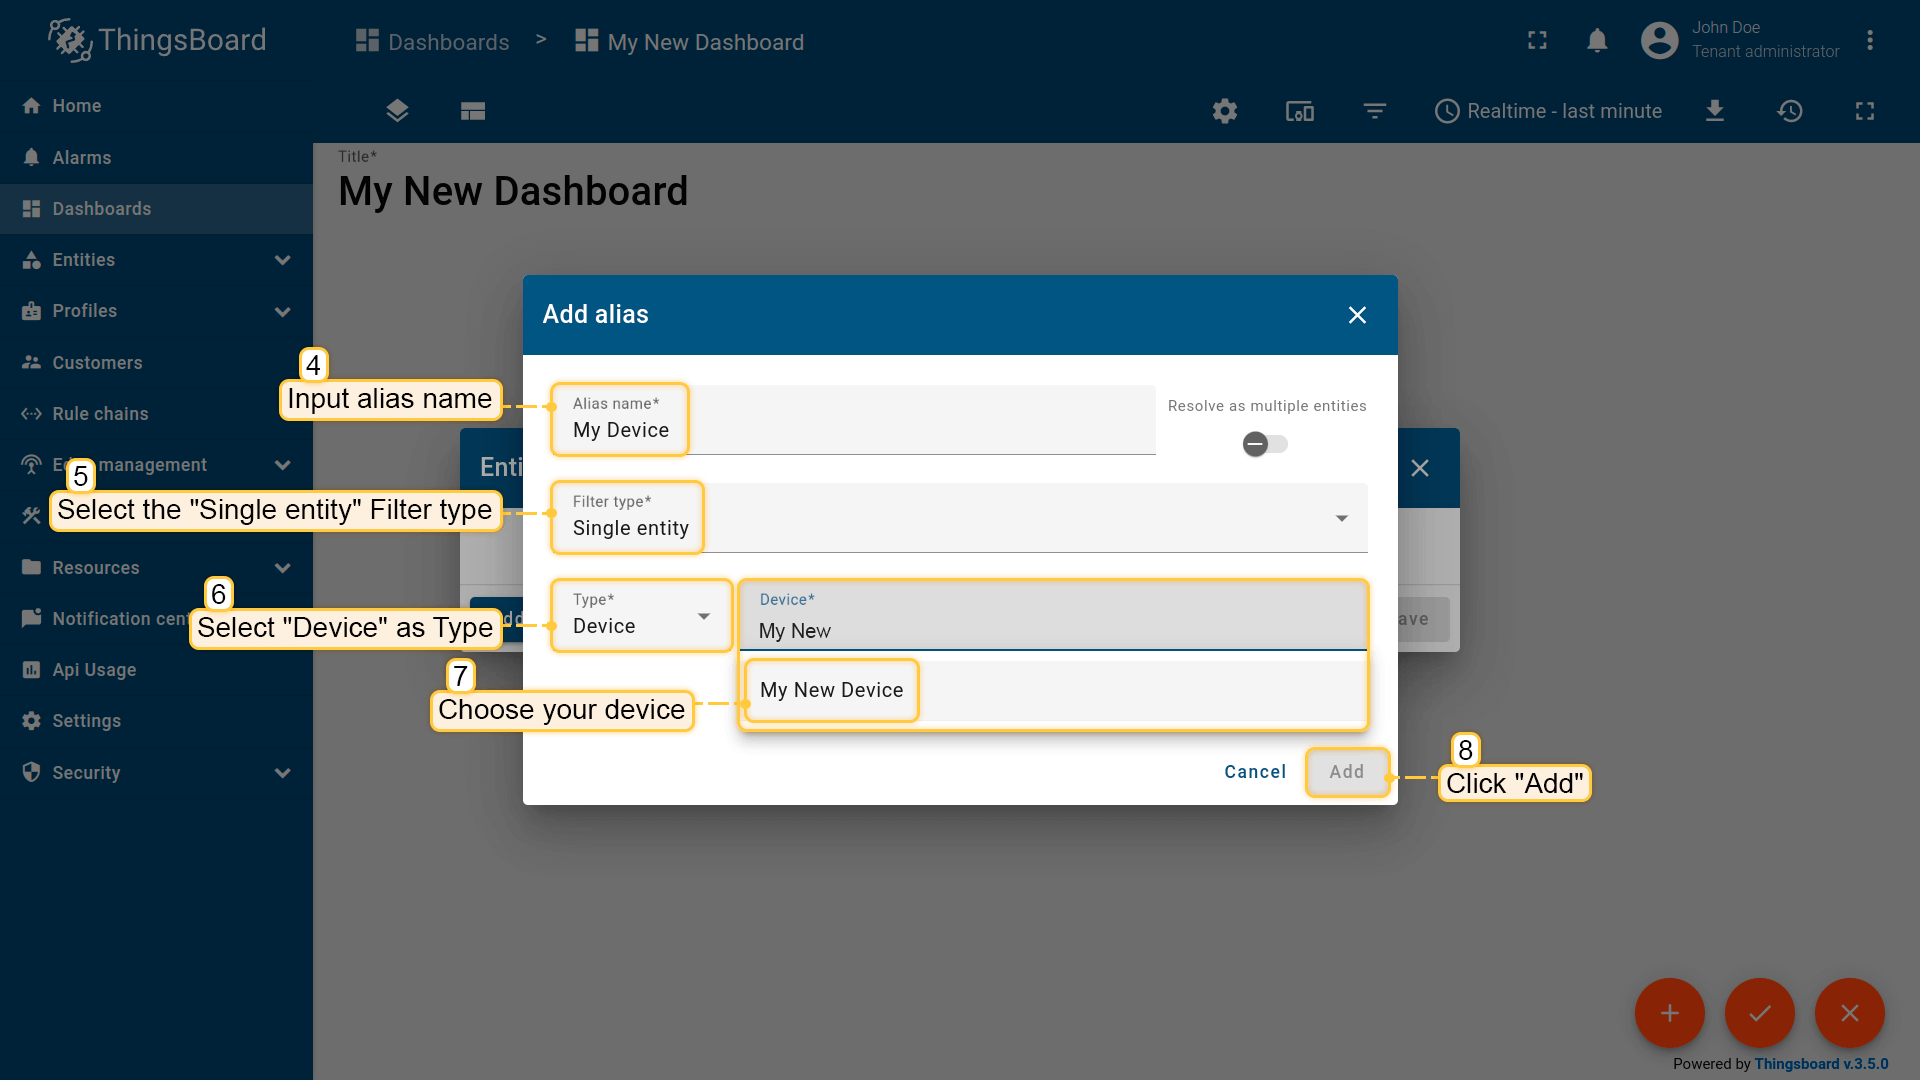 ThingsBoard
Dashboards > My New Dashboard
John Doe
Tenant administrator
Realtime - last minute
Home
Alarms
Dashboards
Entities
Profiles
Customers
Rule chains
management
Resources
Notification cen
Api Usage
Settings
Security
Title*
My New Dashboard
Enti
Add alias
4
Input alias name
Alias name*
My Device
Resolve as multiple entities
5
Select the "Single entity" Filter type
Filter type*
Single entity
6
Select "Device" as Type
Type*
Device
Device*
My New
7
Choose your device
My New Device
Cancel
Add
8
Click "Add"
ave
Powered by Thingsboard v.3.5.0